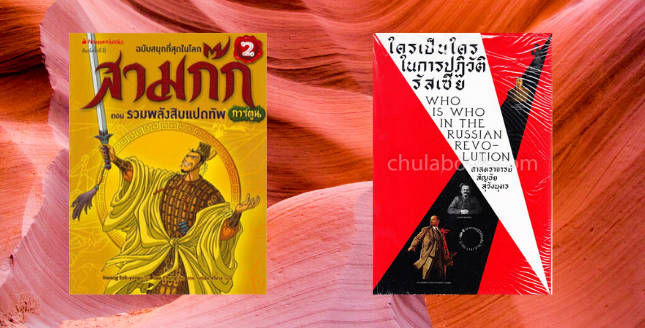 NANMEEBOOKS
ฉบับสนุกที่สุดในโลก
2
สามก๊ก
ตอน รวมพลังสิบแปดทัพ
การ์ตูน
Hwang Sok-yong
ใครเป็นใคร
ในการปฏิวัติ
รัสเซีย
WHO
IS WHO
IN THE
RUSSIAN
REVO-
LUTION
ศาสตราจารย์
สัญชัย
สุวังบุตร